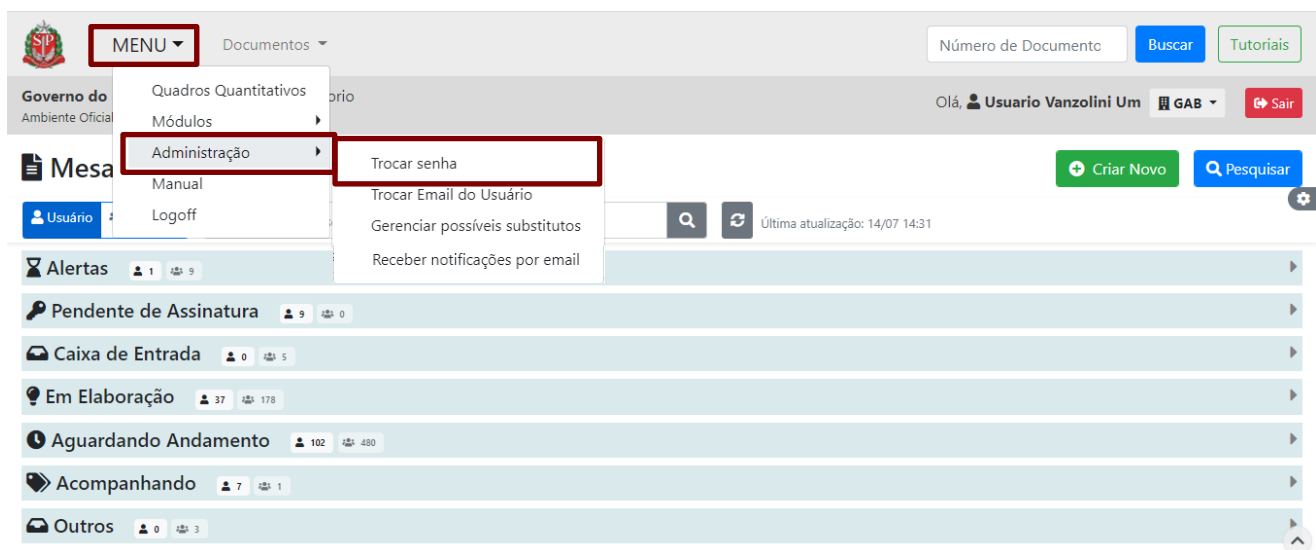 SP
MENU
Documentos
Número de Documento
Buscar
Tutoriais
Governo do
orio
Ambiente Oficial
Olá, Usuario Vanzolini Um
GAB
Sair
Quadros Quantitativos
Módulos
Administração
Manual
Logoff
Trocar senha
Trocar Email do Usuário
Gerenciar possíveis substitutos
Receber notificações por email
Mesa
Criar Novo
Pesquisar
Usuário
Última atualização: 14/07 14:31
Alertas 1 9
Pendente de Assinatura 9 0
Caixa de Entrada 0 5
Em Elaboração 37 178
Aguardando Andamento 102 480
Acompanhando 7 1
Outros 0 3